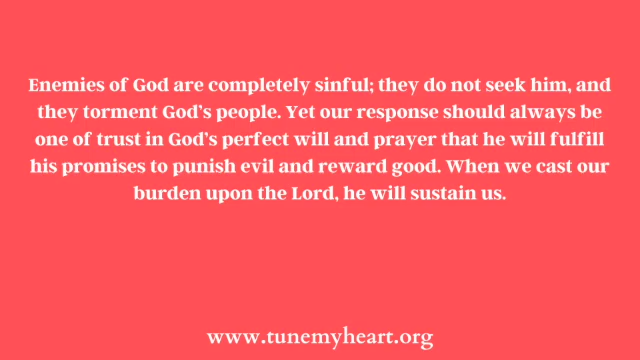 Enemies of God are completely sinful; they do not seek him, and
they torment God's people. Yet our response should always be
one of trust in God's perfect will and prayer that he will fulfill
his promises to punish evil and reward good. When we cast our
burden upon the Lord, he will sustain us.
www.tunemyheart.org